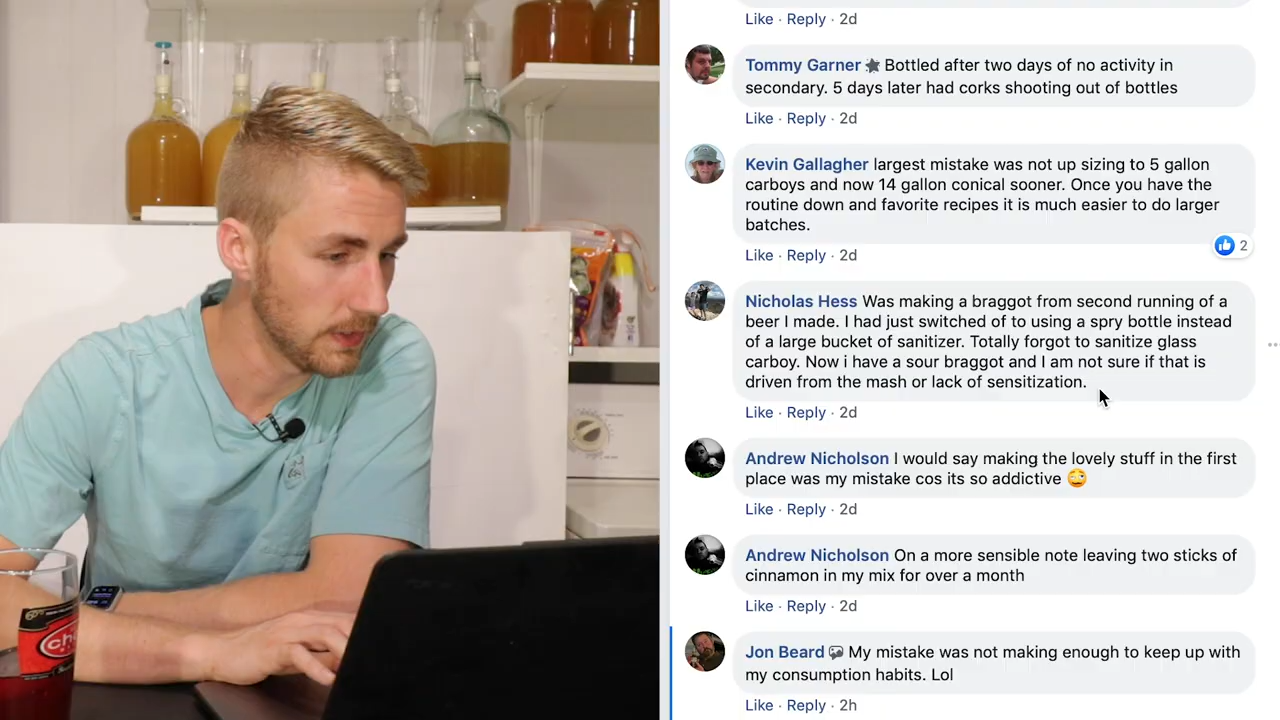 Like · Reply · 2d
Tommy Garner Bottled after two days of no activity in
secondary. 5 days later had corks shooting out of bottles
Like · Reply · 2d
Kevin Gallagher largest mistake was not up sizing to 5 gallon
carboys and now 14 gallon conical sooner. Once you have the
routine down and favorite recipes it is much easier to do larger
batches.
2
Like · Reply · 2d
Nicholas Hess Was making a braggot from second running of a
beer I made. I had just switched of to using a spry bottle instead
of a large bucket of sanitizer. Totally forgot to sanitize glass
carboy. Now i have a sour braggot and I am not sure if that is
driven from the mash or lack of sensitization.
Like · Reply · 2d
Andrew Nicholson I would say making the lovely stuff in the first
place was my mistake cos its so addictive
Like · Reply · 2d
Andrew Nicholson On a more sensible note leaving two sticks of
cinnamon in my mix for over a month
Like · Reply · 2d
Jon Beard My mistake was not making enough to keep up with
my consumption habits. Lol
Like · Reply · 2h